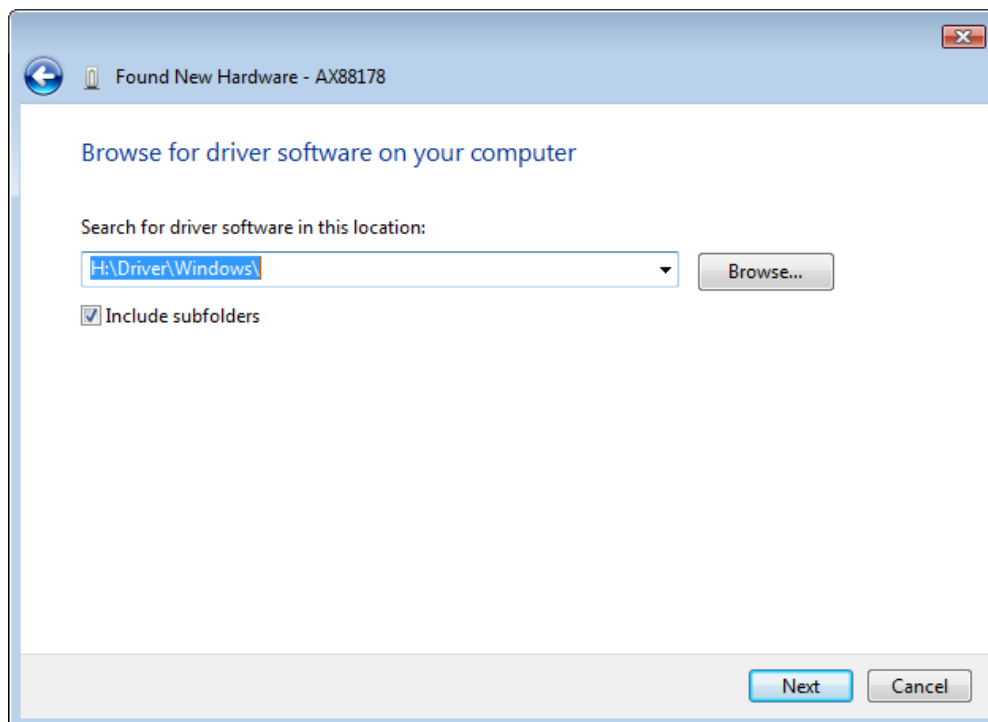 Found New Hardware - AX88178
Browse for driver software on your computer
Search for driver software in this location:
H:\Driver\Windows\
Browse...
Include subfolders
Next
Cancel